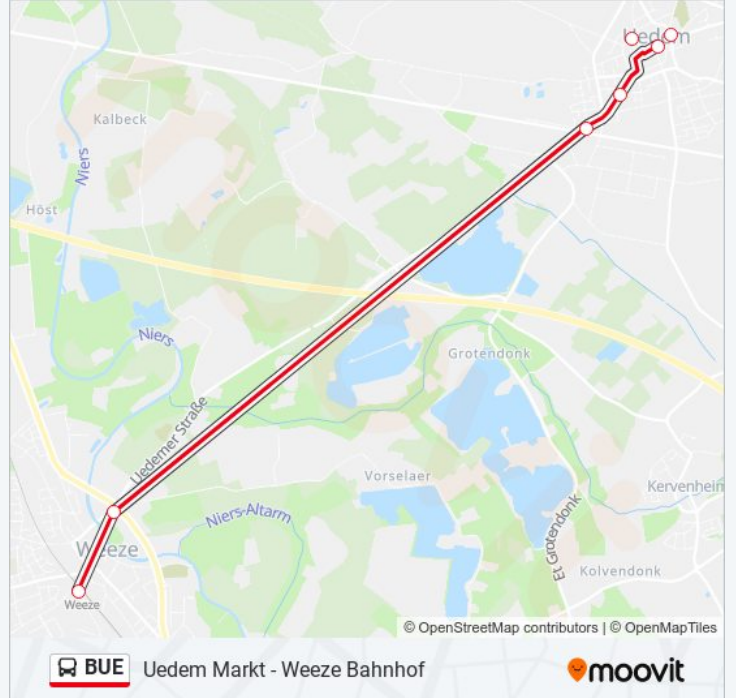 Uedem
Kalbeck
Niers
Höst
Niers
Grotendonk
Uedemer Straße
Vorselaer
Kervenheim
Niers-Altarm
Et Grotendonk
Weeze
Kolvendonk
Weeze
© OpenStreetMap contributors | © OpenMapTiles
BUE
Uedem Markt - Weeze Bahnhof
moovit